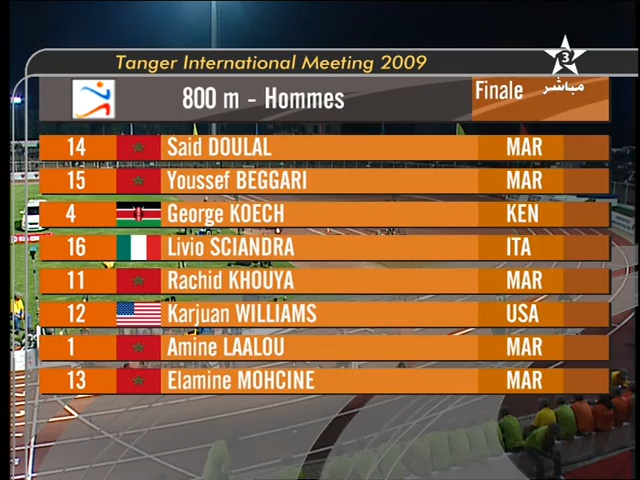 Tanger International Meeting 2009
3
مباشر
800 m - Hommes Finale
14 Said DOULAL MAR
15 Youssef BEGGARI MAR
4 George KOECH KEN
16 Livio SCIANDRA ITA
11 Rachid KHOUYA MAR
12 Karjuan WILLIAMS USA
1 Amine LAALOU MAR
13 Elamine MOHCINE MAR